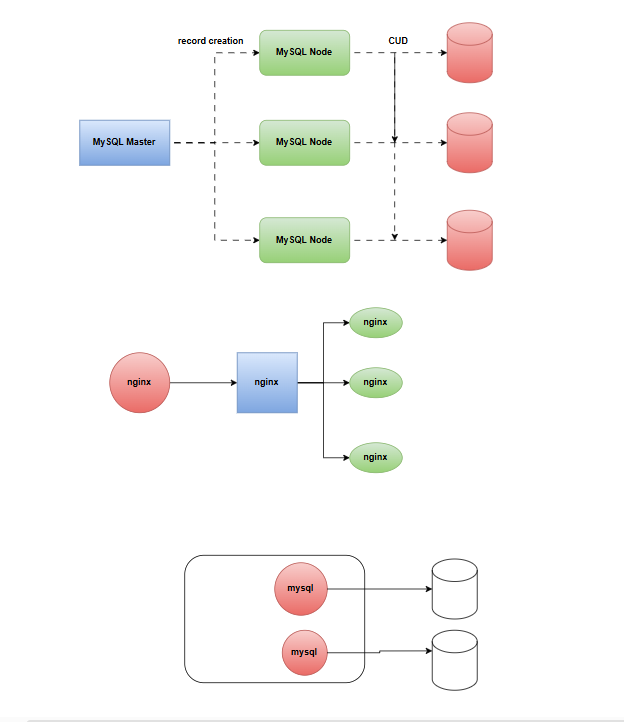 record creation
CUD
MySQL Node
MySQL Master
MySQL Node
MySQL Node
nginx
nginx
nginx
nginx
nginx
mysql
mysql